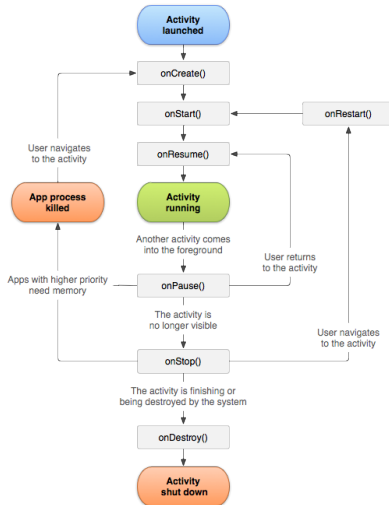 Activity
launched
onCreate()
onStart()
onRestart()
User navigates
to the activity
onResume()
App process
killed
Activity
running
Another activity comes
into the foreground
User returns
to the activity
Apps with higher priority
need memory
onPause()
The activity is
no longer visible
User navigates
to the activity
onStop()
The activity is finishing or
being destroyed by the system
onDestroy()
Activity
shut down